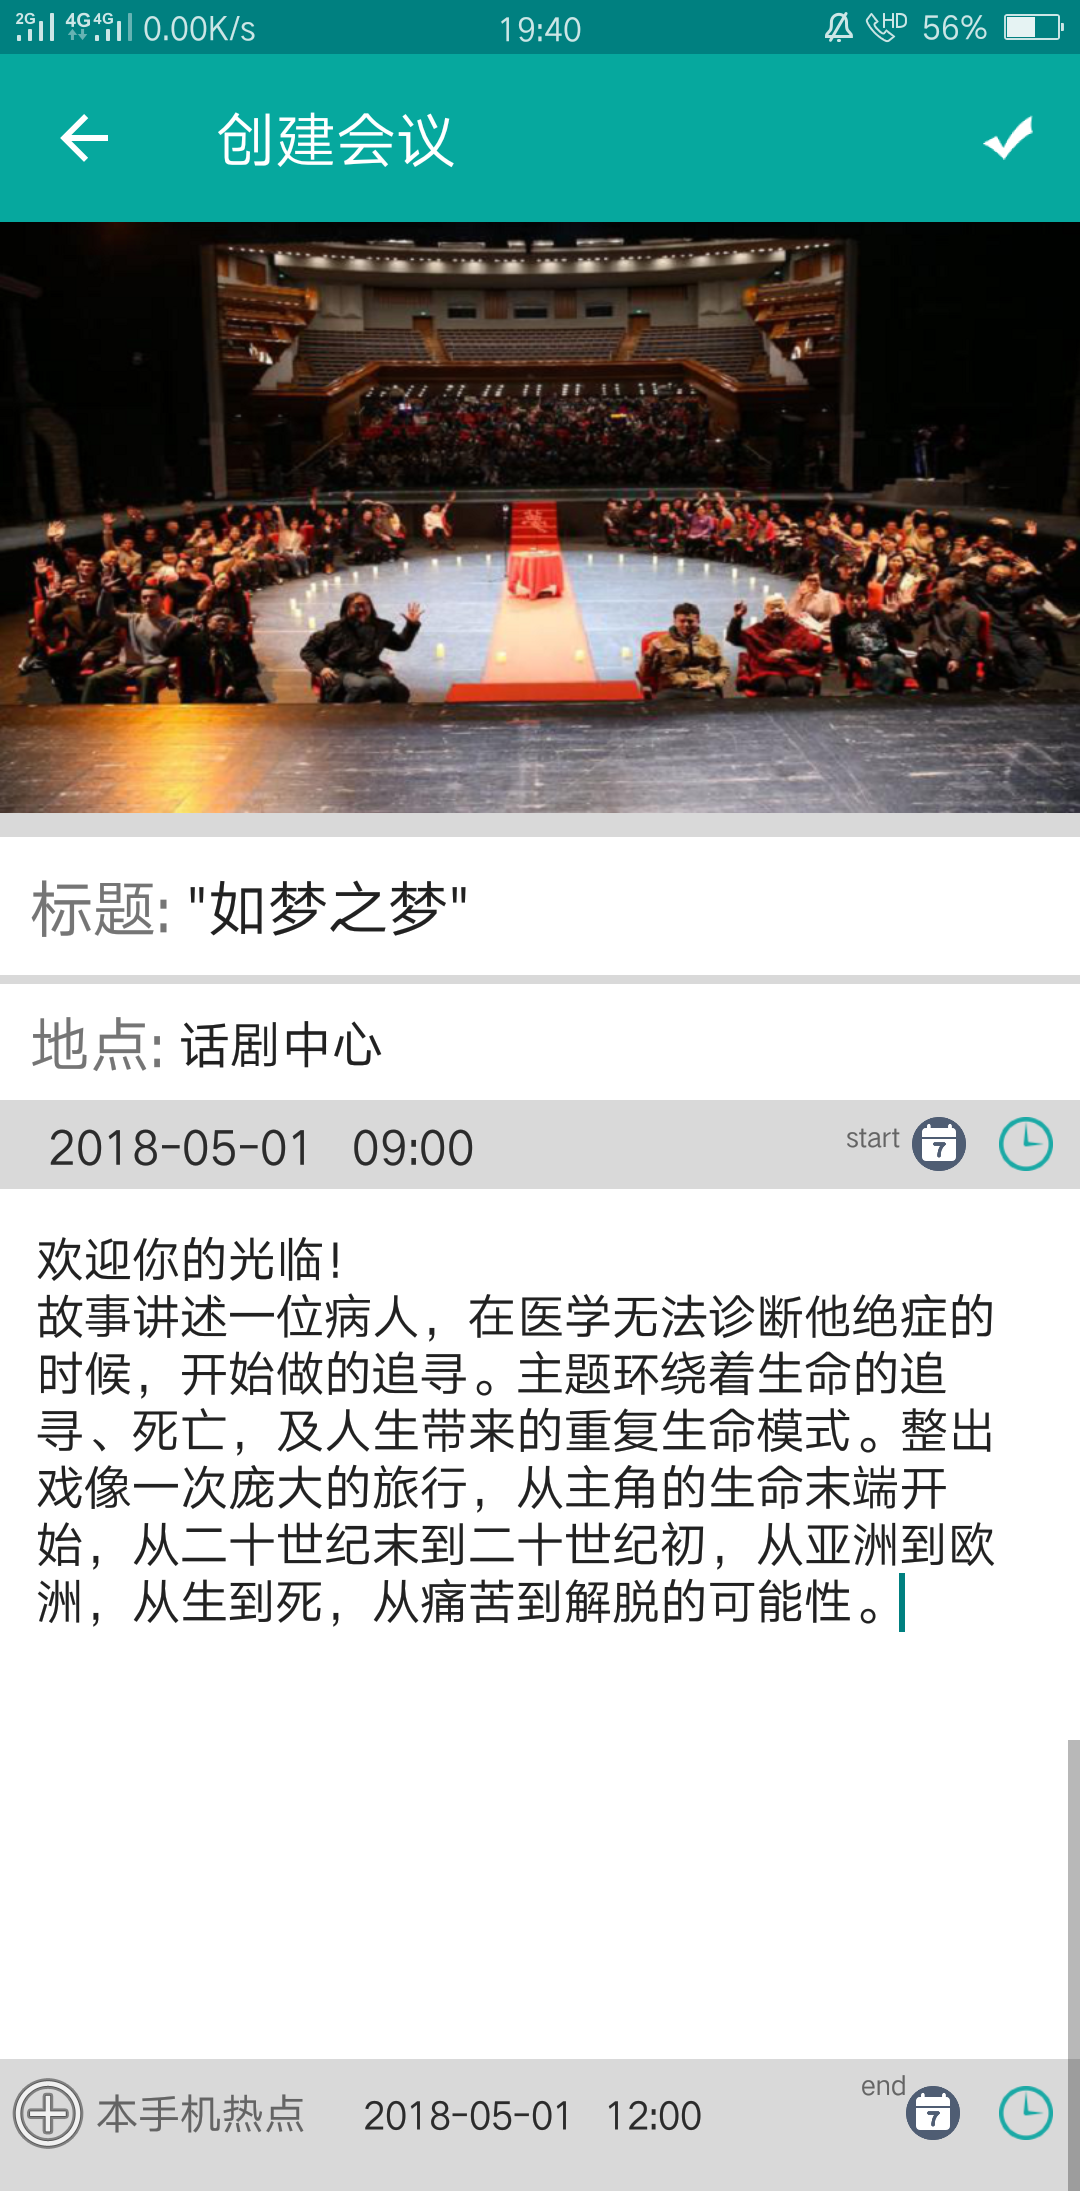 2G 4G 4G 0.00K/s 19:40 HD 56%
创建会议
标题: "如梦之梦"
地点: 话剧中心
2018-05-01 09:00 start 7
欢迎你的光临!
故事讲述一位病人，在医学无法诊断他绝症的
时候，开始做的追寻。主题环绕着生命的追
寻、死亡，及人生带来的重复生命模式。整出
戏像一次庞大的旅行，从主角的生命末端开
始，从二十世纪末到二十世纪初，从亚洲到欧
洲，从生到死，从痛苦到解脱的可能性。
本手机热点 2018-05-01 12:00 end 7